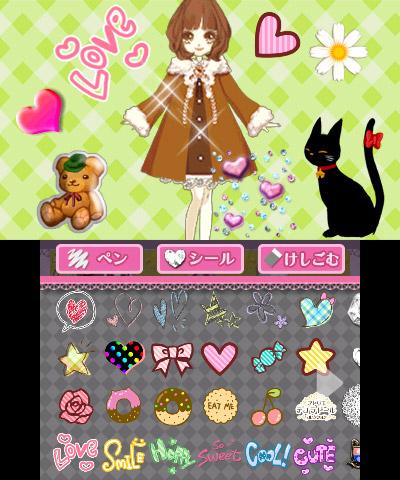 Love
ペン
シール
けしごむ
EAT ME
Love
SMiLE
Happy
So Sweet
COOL!
CUTE